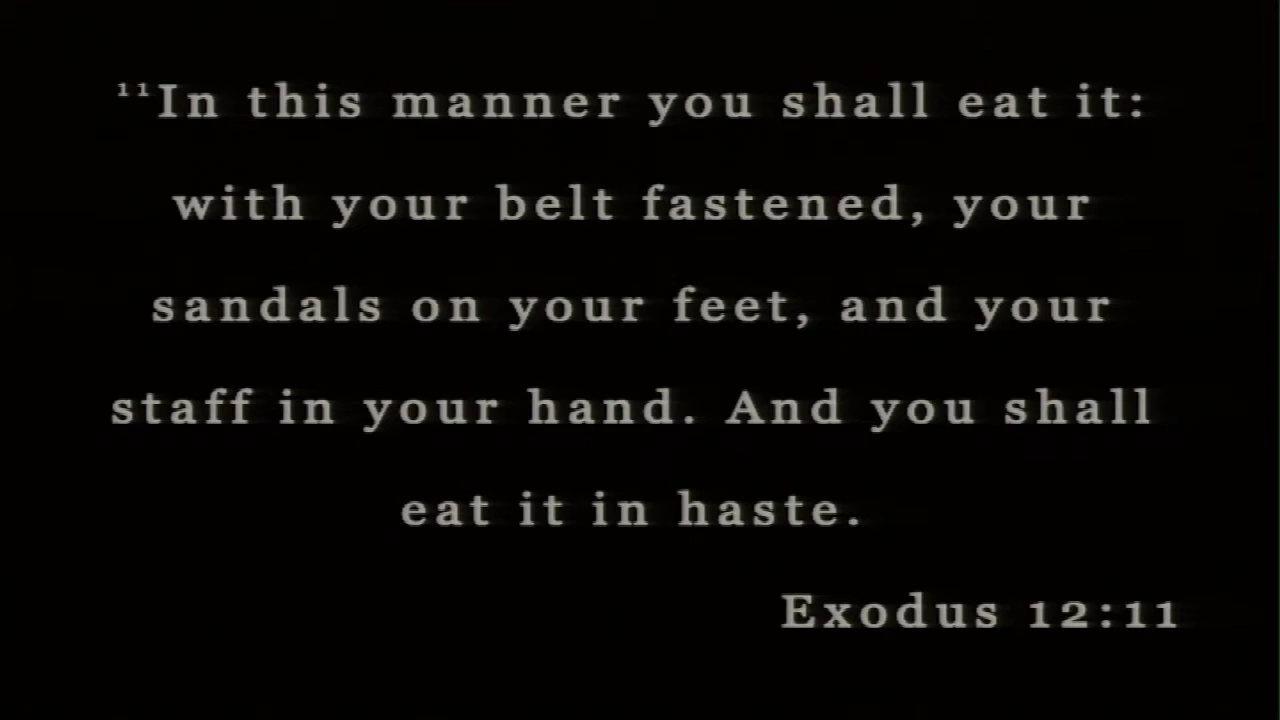 ¹¹In this manner you shall eat it:
with your belt fastened, your
sandals on your feet, and your
staff in your hand. And you shall
eat it in haste.
Exodus 12:11